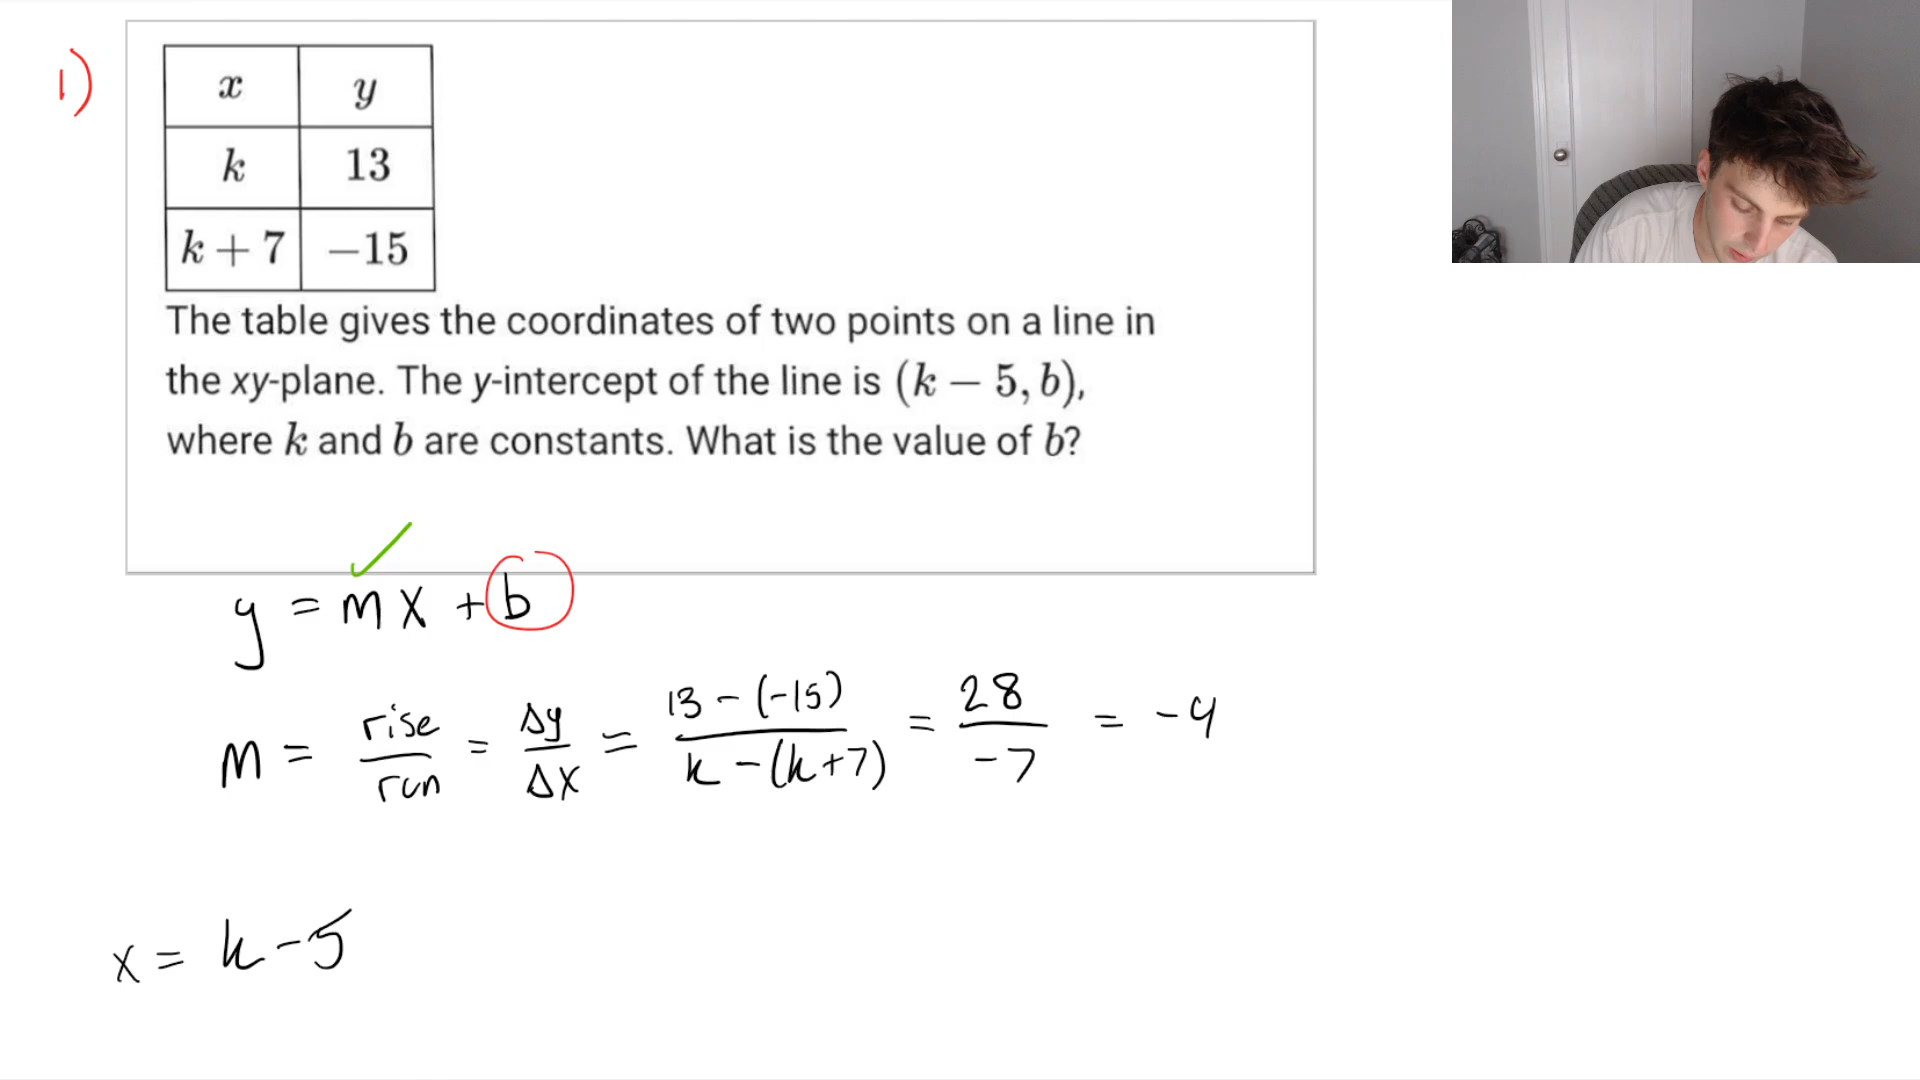 1)
x y
k 13
k + 7 −15
The table gives the coordinates of two points on a line in
the xy-plane. The y-intercept of the line is (k − 5, b),
where k and b are constants. What is the value of b?
y = mx + b
m = rise/run = Δy/Δx = 13 - (-15)/k - (k+7) = 28/-7 = -4
x = k - 5